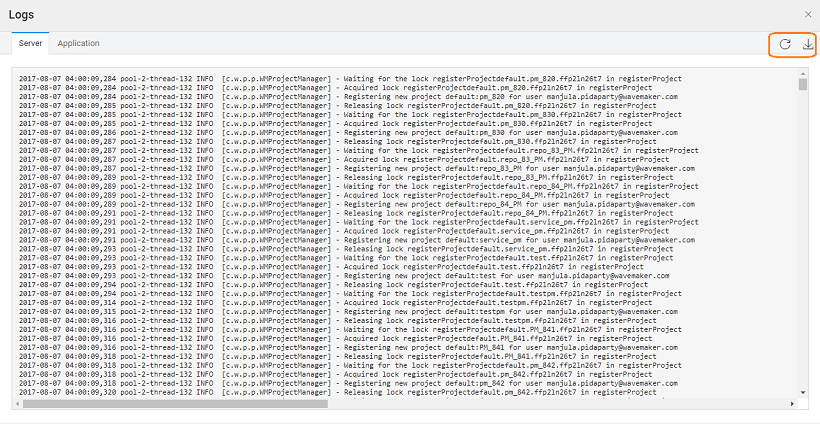 Logs
Server
Application
2017-08-07 04:00:09,284 pool-2-thread-132 INFO  [c.w.p.p.WMProjectManager] - Waiting for the lock registerProjectdefault.pm_820.ffp2ln26t7 in registerProject
2017-08-07 04:00:09,284 pool-2-thread-132 INFO  [c.w.p.p.WMProjectManager] - Acquired lock registerProjectdefault.pm_820.ffp2ln26t7 in registerProject
2017-08-07 04:00:09,284 pool-2-thread-132 INFO  [c.w.p.p.WMProjectManager] - Registering new project default:pm_820 for user manjula.pidaparty@wavemaker.com
2017-08-07 04:00:09,285 pool-2-thread-132 INFO  [c.w.p.p.WMProjectManager] - Releasing lock registerProjectdefault.pm_820.ffp2ln26t7 in registerProject
2017-08-07 04:00:09,285 pool-2-thread-132 INFO  [c.w.p.p.WMProjectManager] - Waiting for the lock registerProjectdefault.pm_830.ffp2ln26t7 in registerProject
2017-08-07 04:00:09,285 pool-2-thread-132 INFO  [c.w.p.p.WMProjectManager] - Acquired lock registerProjectdefault.pm_830.ffp2ln26t7 in registerProject
2017-08-07 04:00:09,286 pool-2-thread-132 INFO  [c.w.p.p.WMProjectManager] - Registering new project default:pm_830 for user manjula.pidaparty@wavemaker.com
2017-08-07 04:00:09,287 pool-2-thread-132 INFO  [c.w.p.p.WMProjectManager] - Releasing lock registerProjectdefault.pm_830.ffp2ln26t7 in registerProject
2017-08-07 04:00:09,287 pool-2-thread-132 INFO  [c.w.p.p.WMProjectManager] - Waiting for the lock registerProjectdefault.repo_83_PM.ffp2ln26t7 in registerProject
2017-08-07 04:00:09,287 pool-2-thread-132 INFO  [c.w.p.p.WMProjectManager] - Acquired lock registerProjectdefault.repo_83_PM.ffp2ln26t7 in registerProject
2017-08-07 04:00:09,287 pool-2-thread-132 INFO  [c.w.p.p.WMProjectManager] - Registering new project default:repo_83_PM for user manjula.pidaparty@wavemaker.com
2017-08-07 04:00:09,289 pool-2-thread-132 INFO  [c.w.p.p.WMProjectManager] - Releasing lock registerProjectdefault.repo_83_PM.ffp2ln26t7 in registerProject
2017-08-07 04:00:09,289 pool-2-thread-132 INFO  [c.w.p.p.WMProjectManager] - Waiting for the lock registerProjectdefault.repo_84_PM.ffp2ln26t7 in registerProject
2017-08-07 04:00:09,289 pool-2-thread-132 INFO  [c.w.p.p.WMProjectManager] - Acquired lock registerProjectdefault.repo_84_PM.ffp2ln26t7 in registerProject
2017-08-07 04:00:09,289 pool-2-thread-132 INFO  [c.w.p.p.WMProjectManager] - Registering new project default:repo_84_PM for user manjula.pidaparty@wavemaker.com
2017-08-07 04:00:09,291 pool-2-thread-132 INFO  [c.w.p.p.WMProjectManager] - Releasing lock registerProjectdefault.repo_84_PM.ffp2ln26t7 in registerProject
2017-08-07 04:00:09,291 pool-2-thread-132 INFO  [c.w.p.p.WMProjectManager] - Waiting for the lock registerProjectdefault.service_pm.ffp2ln26t7 in registerProject
2017-08-07 04:00:09,291 pool-2-thread-132 INFO  [c.w.p.p.WMProjectManager] - Acquired lock registerProjectdefault.service_pm.ffp2ln26t7 in registerProject
2017-08-07 04:00:09,291 pool-2-thread-132 INFO  [c.w.p.p.WMProjectManager] - Registering new project default:service_pm for user manjula.pidaparty@wavemaker.com
2017-08-07 04:00:09,293 pool-2-thread-132 INFO  [c.w.p.p.WMProjectManager] - Releasing lock registerProjectdefault.service_pm.ffp2ln26t7 in registerProject
2017-08-07 04:00:09,293 pool-2-thread-132 INFO  [c.w.p.p.WMProjectManager] - Waiting for the lock registerProjectdefault.test.ffp2ln26t7 in registerProject
2017-08-07 04:00:09,293 pool-2-thread-132 INFO  [c.w.p.p.WMProjectManager] - Acquired lock registerProjectdefault.test.ffp2ln26t7 in registerProject
2017-08-07 04:00:09,293 pool-2-thread-132 INFO  [c.w.p.p.WMProjectManager] - Registering new project default:test for user manjula.pidaparty@wavemaker.com
2017-08-07 04:00:09,294 pool-2-thread-132 INFO  [c.w.p.p.WMProjectManager] - Releasing lock registerProjectdefault.test.ffp2ln26t7 in registerProject
2017-08-07 04:00:09,294 pool-2-thread-132 INFO  [c.w.p.p.WMProjectManager] - Waiting for the lock registerProjectdefault.testpm.ffp2ln26t7 in registerProject
2017-08-07 04:00:09,314 pool-2-thread-132 INFO  [c.w.p.p.WMProjectManager] - Acquired lock registerProjectdefault.testpm.ffp2ln26t7 in registerProject
2017-08-07 04:00:09,315 pool-2-thread-132 INFO  [c.w.p.p.WMProjectManager] - Registering new project default:testpm for user manjula.pidaparty@wavemaker.com
2017-08-07 04:00:09,316 pool-2-thread-132 INFO  [c.w.p.p.WMProjectManager] - Releasing lock registerProjectdefault.testpm.ffp2ln26t7 in registerProject
2017-08-07 04:00:09,316 pool-2-thread-132 INFO  [c.w.p.p.WMProjectManager] - Waiting for the lock registerProjectdefault.PM_841.ffp2ln26t7 in registerProject
2017-08-07 04:00:09,316 pool-2-thread-132 INFO  [c.w.p.p.WMProjectManager] - Acquired lock registerProjectdefault.PM_841.ffp2ln26t7 in registerProject
2017-08-07 04:00:09,316 pool-2-thread-132 INFO  [c.w.p.p.WMProjectManager] - Registering new project default:PM_841 for user manjula.pidaparty@wavemaker.com
2017-08-07 04:00:09,318 pool-2-thread-132 INFO  [c.w.p.p.WMProjectManager] - Releasing lock registerProjectdefault.PM_841.ffp2ln26t7 in registerProject
2017-08-07 04:00:09,318 pool-2-thread-132 INFO  [c.w.p.p.WMProjectManager] - Waiting for the lock registerProjectdefault.pm_842.ffp2ln26t7 in registerProject
2017-08-07 04:00:09,318 pool-2-thread-132 INFO  [c.w.p.p.WMProjectManager] - Acquired lock registerProjectdefault.pm_842.ffp2ln26t7 in registerProject
2017-08-07 04:00:09,318 pool-2-thread-132 INFO  [c.w.p.p.WMProjectManager] - Registering new project default:pm_842 for user manjula.pidaparty@wavemaker.com
2017-08-07 04:00:09,320 pool-2-thread-132 INFO  [c.w.p.p.WMProjectManager] - Releasing lock registerProjectdefault.pm_842.ffp2ln26t7 in registerProject